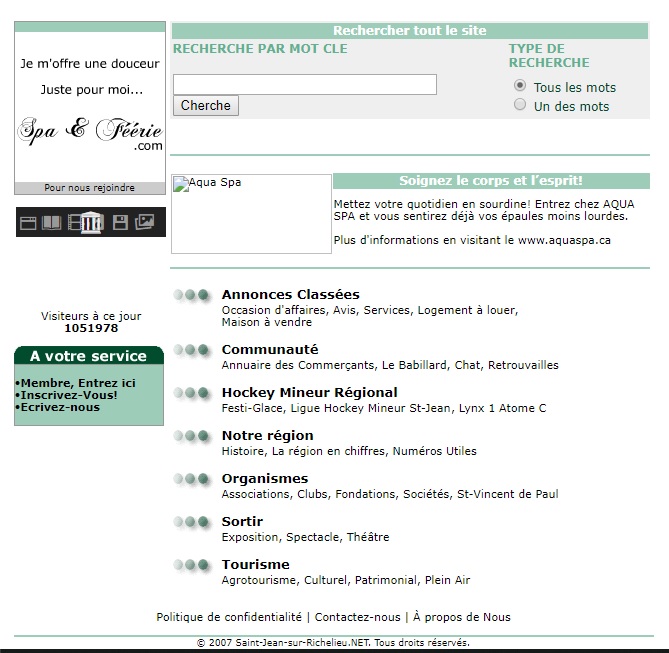 Je m'offre une douceur
Juste pour moi...
Spa & Féérie
.com
Pour nous rejoindre
Visiteurs à ce jour
1051978
A votre service
•Membre, Entrez ici
•Inscrivez-Vous!
•Ecrivez-nous
Rechercher tout le site
RECHERCHE PAR MOT CLE
TYPE DE
RECHERCHE
Cherche
Tous les mots
Un des mots
Aqua Spa
Soignez le corps et l'esprit!
Mettez votre quotidien en sourdine! Entrez chez AQUA
SPA et vous sentirez déjà vos épaules moins lourdes.
Plus d'informations en visitant le www.aquaspa.ca
Annonces Classées
Occasion d'affaires, Avis, Services, Logement à louer,
Maison à vendre
Communauté
Annuaire des Commerçants, Le Babillard, Chat, Retrouvailles
Hockey Mineur Régional
Festi-Glace, Ligue Hockey Mineur St-Jean, Lynx 1 Atome C
Notre région
Histoire, La région en chiffres, Numéros Utiles
Organismes
Associations, Clubs, Fondations, Sociétés, St-Vincent de Paul
Sortir
Exposition, Spectacle, Théâtre
Tourisme
Agrotourisme, Culturel, Patrimonial, Plein Air
Politique de confidentialité | Contactez-nous | À propos de Nous
© 2007 Saint-Jean-sur-Richelieu.NET. Tous droits réservés.